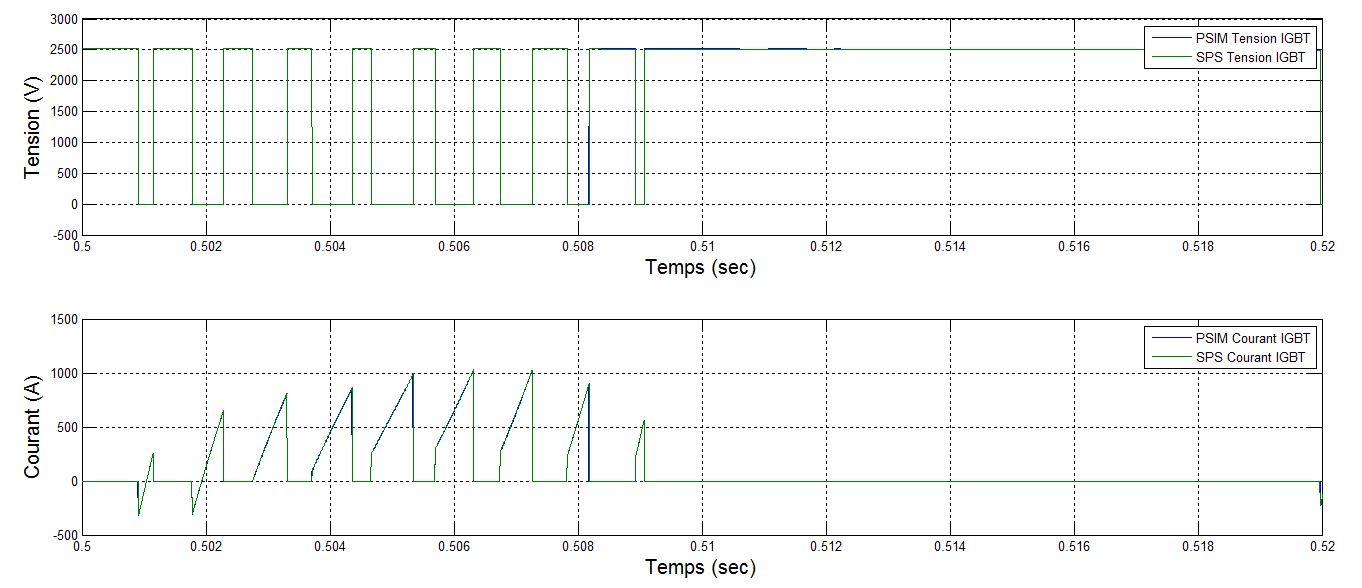 3000
2500
2000
1500
1000
500
0
-500
Tension (V)
PSIM Tension IGBT
SPS Tension IGBT
0.5 0.502 0.504 0.506 0.508 0.51 0.512 0.514 0.516 0.518 0.52
Temps (sec)
1500
1000
500
0
-500
Courant (A)
PSIM Courant IGBT
SPS Courant IGBT
0.5 0.502 0.504 0.506 0.508 0.51 0.512 0.514 0.516 0.518 0.52
Temps (sec)